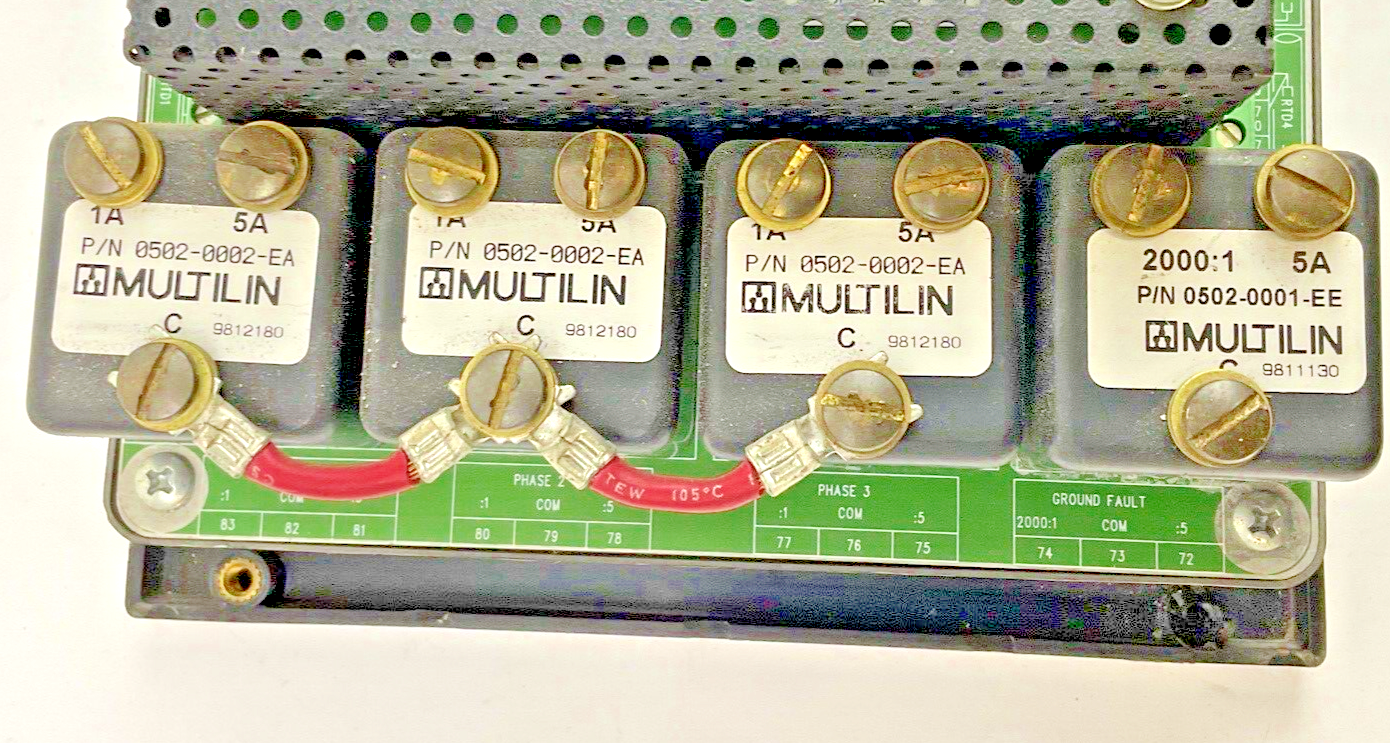 RTD4
1A 5A
P/N 0502-0002-EA
MULTILIN
C 9812180
1A 5A
P/N 0502-0002-EA
MULTILIN
C 9812180
1A 5A
P/N 0502-0002-EA
MULTILIN
C 9812180
2000:1 5A
P/N 0502-0001-EE
MULTILIN
C 9811130
TEW 105°C
:1 COM
83 82 81
PHASE 2
:1 COM :5
80 79 78
PHASE 3
:1 COM :5
77 76 75
GROUND FAULT
2000:1 COM :5
74 73 72